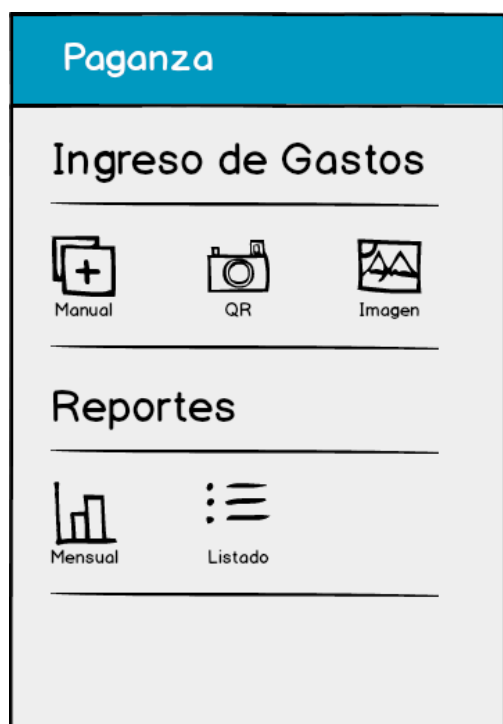 Paganza
Ingreso de Gastos
Manual QR Imagen
Reportes
Mensual Listado